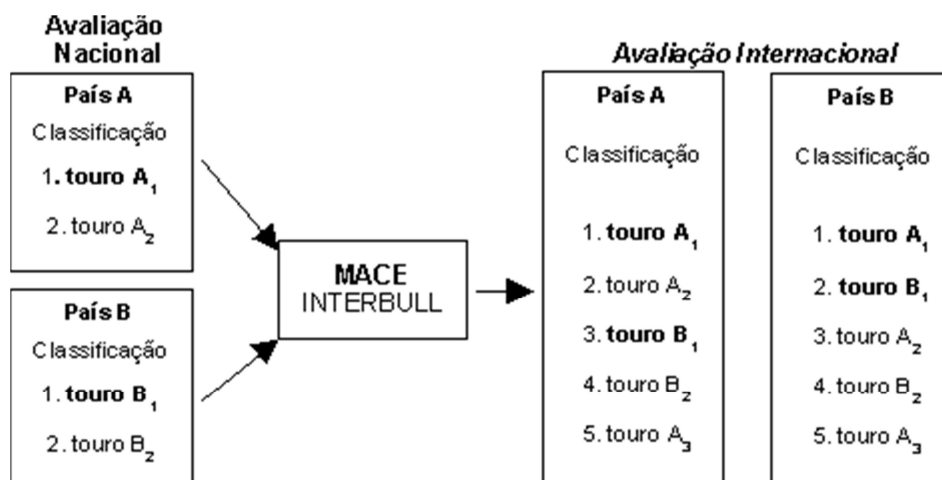 Avaliação
Nacional
País A
Classificação
1. touro A₁
2. touro A₂
País B
Classificação
1. touro B₁
2. touro B₂
MACE
INTERBULL
Avaliação Internacional
País A
Classificação
1. touro A₁
2. touro A₂
3. touro B₁
4. touro B₂
5. touro A₃
País B
Classificação
1. touro A₁
2. touro B₁
3. touro A₂
4. touro B₂
5. touro A₃